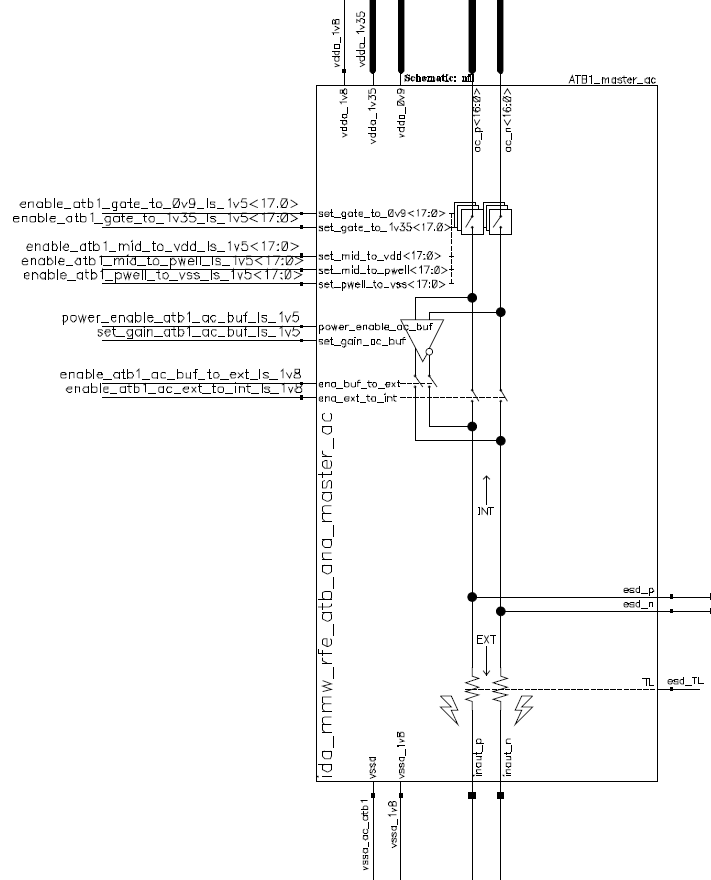 vdda_1v8
vdda_1v35
Schematic: nil
ATB1_master_ac
vdda_1v8
vdda_1v35
vdda_0v9
ac_p<16:0>
ac_n<16:0>
enable_atb1_gate_to_0v9_ls_1v5<17:0>
set_gate_to_0v9<17:0>
enable_atb1_gate_to_1v35_ls_1v5<17:0>
set_gate_to_1v35<17:0>
enable_atb1_mid_to_vdd_ls_1v5<17:0>
set_mid_to_vdd<17:0>
enable_atb1_mid_to_pwell_ls_1v5<17:0>
set_mid_to_pwell<17:0>
enable_atb1_pwell_to_vss_ls_1v5<17:0>
set_pwell_to_vss<17:0>
power_enable_atb1_ac_buf_ls_1v5
power_enable_ac_buf
set_gain_atb1_ac_buf_ls_1v5
set_gain_ac_buf
enable_atb1_ac_buf_to_ext_ls_1v8
ena_buf_to_ext
enable_atb1_ac_ext_to_int_ls_1v8
ena_ext_to_int
ida_mmw_rfe_atb_ana_master_ac
INT
esd_p
esd_n
EXT
TL
esd_TL
vssa
vssa_1v8
inout_p
inout_n
vssa_ac_atb1
vssa_1v8